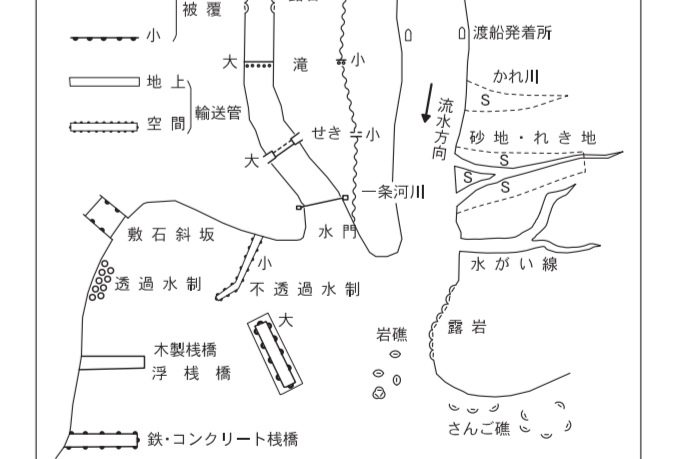 被覆
小
地上
空間
輸送管
大
滝
小
せき
小
大
一条河川
水門
渡船発着所
かれ川
S
流水方向
砂地・れき地
S
S
S
水がい線
敷石斜坂
透過水制
小
不透過水制
大
木製桟橋
浮桟橋
鉄・コンクリート桟橋
岩礁
露岩
さんご礁